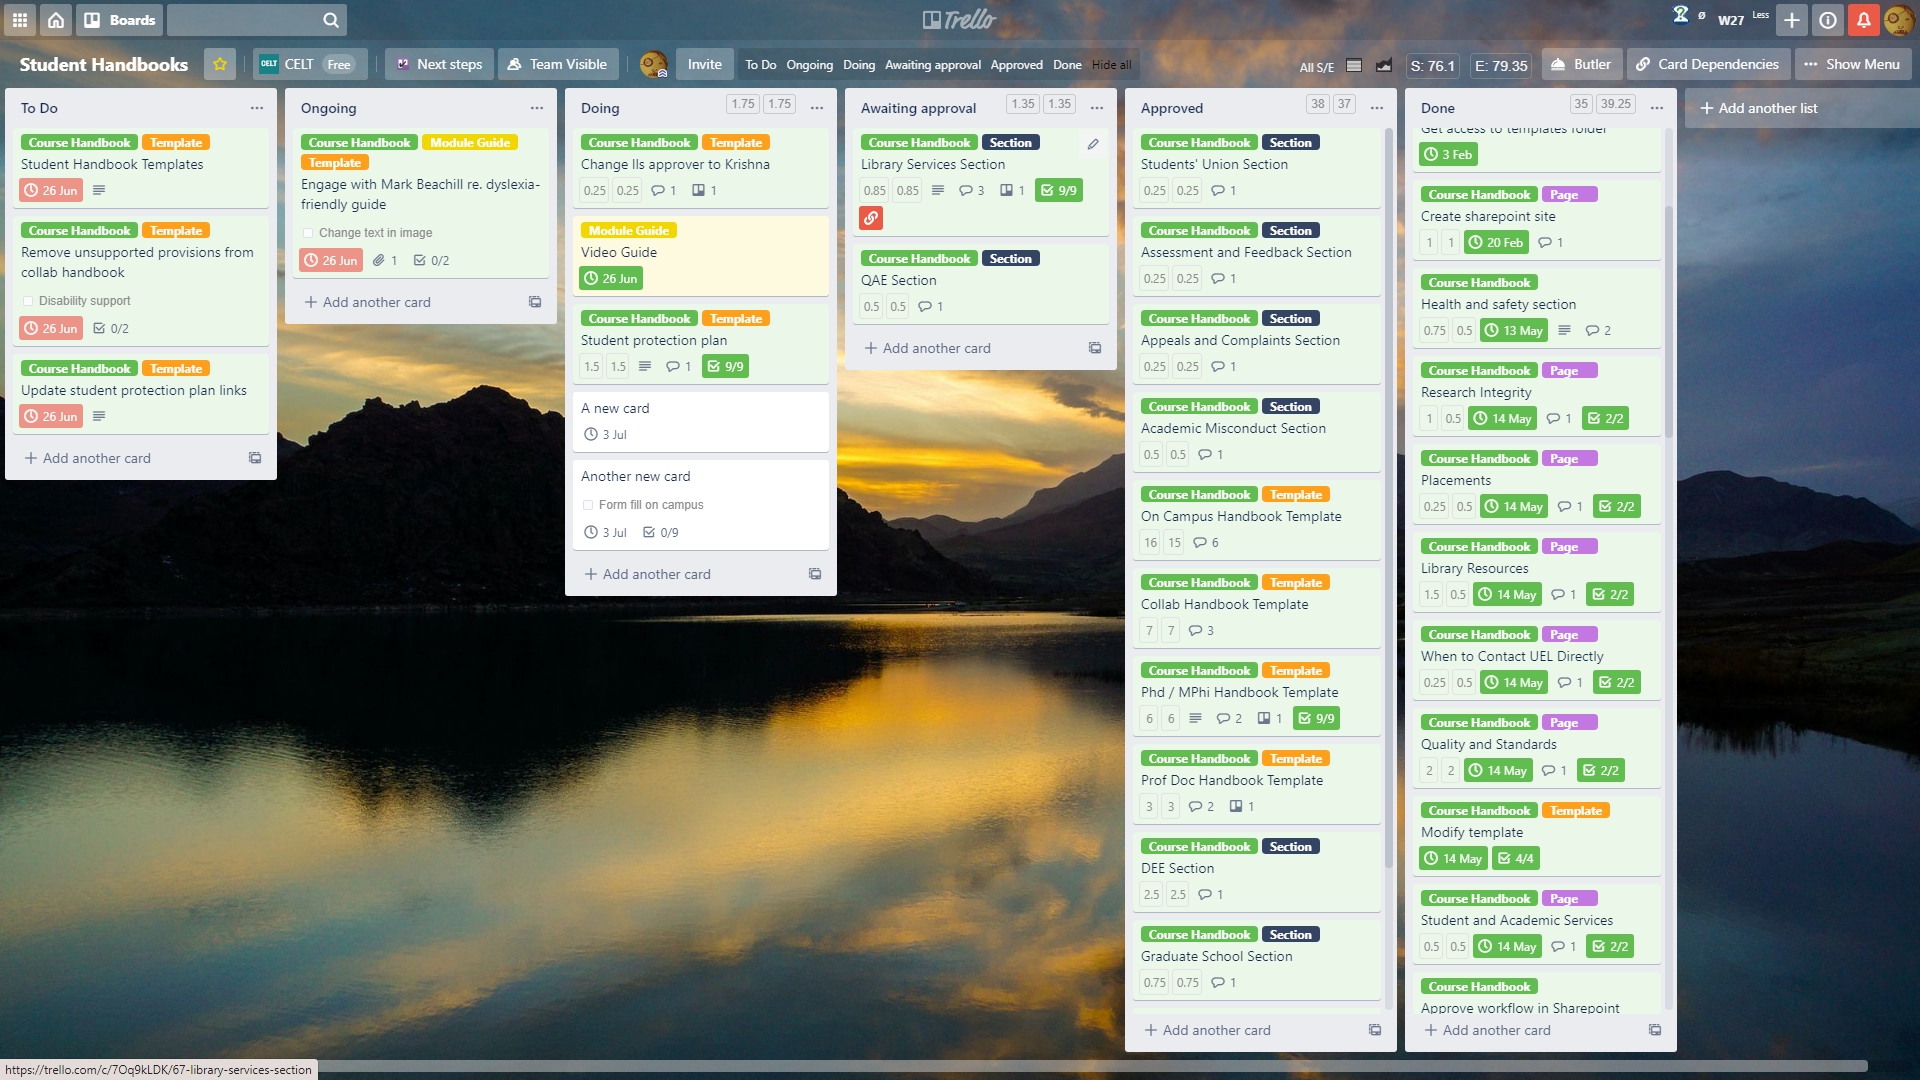 Boards
Trello
W27
Less
Student Handbooks
CELT
CELT
Free
Next steps
Team Visible
Invite
To Do
Ongoing
Doing
Awaiting approval
Approved
Done
Hide all
All S/E
S: 76.1
E: 79.35
Butler
Card Dependencies
Show Menu
To Do
Course Handbook Template
Student Handbook Templates
26 Jun
Course Handbook Template
Remove unsupported provisions from
collab handbook
Disability support
26 Jun 0/2
Course Handbook Template
Update student protection plan links
26 Jun
Add another card
Ongoing
Course Handbook Module Guide
Template
Engage with Mark Beachill re. dyslexia-
friendly guide
Change text in image
26 Jun 1 0/2
Add another card
Doing 1.75 1.75
Course Handbook Template
Change lls approver to Krishna
0.25 0.25 1 1
Module Guide
Video Guide
26 Jun
Course Handbook Template
Student protection plan
1.5 1.5 1 9/9
A new card
3 Jul
Another new card
Form fill on campus
3 Jul 0/9
Add another card
Awaiting approval 1.35 1.35
Course Handbook Section
Library Services Section
0.85 0.85 3 1 9/9
Course Handbook Section
QAE Section
0.5 0.5 1
Add another card
Approved 38 37
Course Handbook Section
Students' Union Section
0.25 0.25 1
Course Handbook Section
Assessment and Feedback Section
0.25 0.25 1
Course Handbook Section
Appeals and Complaints Section
0.25 0.25 1
Course Handbook Section
Academic Misconduct Section
0.5 0.5 1
Course Handbook Template
On Campus Handbook Template
16 15 6
Course Handbook Template
Collab Handbook Template
7 7 3
Course Handbook Template
Phd / MPhi Handbook Template
6 6 2 1 9/9
Course Handbook Template
Prof Doc Handbook Template
3 3 2 1
Course Handbook Section
DEE Section
2.5 2.5 1
Course Handbook Section
Graduate School Section
0.75 0.75 1
Add another card
Done 35 39.25
Get access to templates folder
3 Feb
Course Handbook Page
Create sharepoint site
1 1 20 Feb 1
Course Handbook
Health and safety section
0.75 0.5 13 May 2
Course Handbook Page
Research Integrity
1 0.5 14 May 1 2/2
Course Handbook Page
Placements
0.25 0.5 14 May 1 2/2
Course Handbook Page
Library Resources
1.5 0.5 14 May 1 2/2
Course Handbook Page
When to Contact UEL Directly
0.25 0.5 14 May 1 2/2
Course Handbook Page
Quality and Standards
2 2 14 May 1 2/2
Course Handbook Template
Modify template
14 May 4/4
Course Handbook Page
Student and Academic Services
0.5 0.5 14 May 1 2/2
Course Handbook
Approve workflow in Sharepoint
Add another card
Add another list
https://trello.com/c/7Oq9kLDK/67-library-services-section